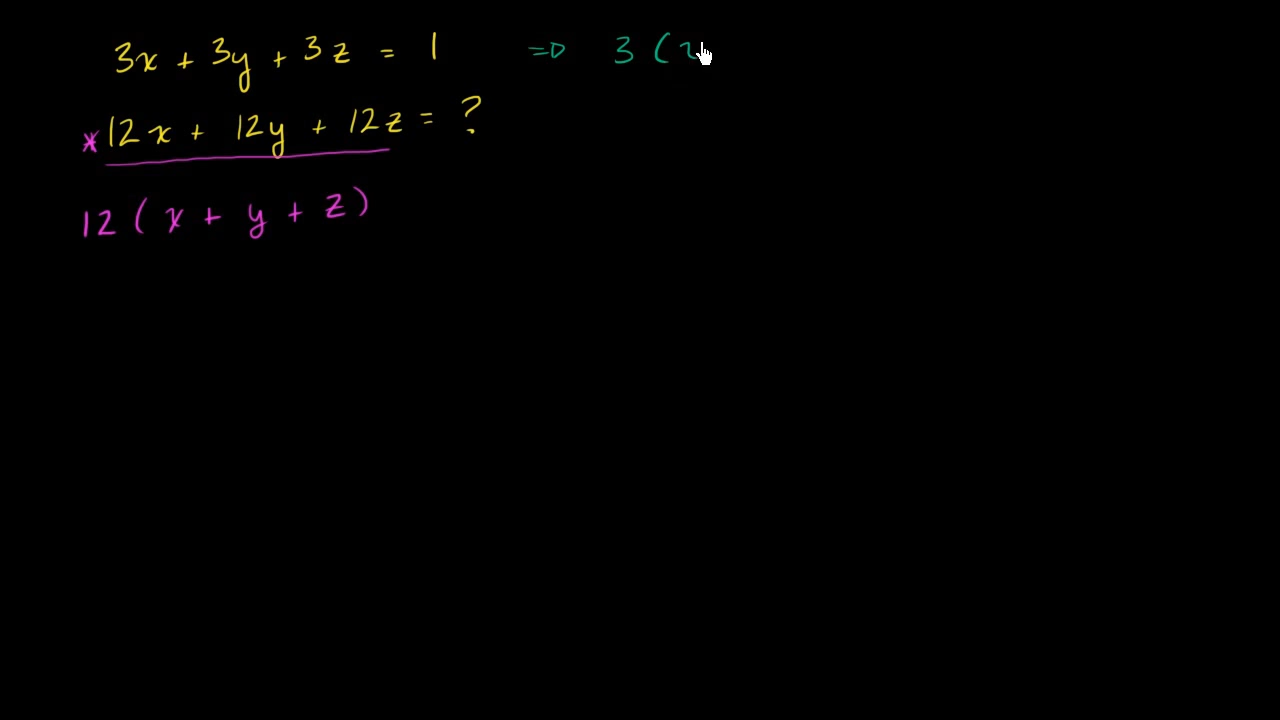 3x + 3y + 3z = 1 ⇒ 3 (
*12x + 12y + 12z = ?
12 ( x + y + z )